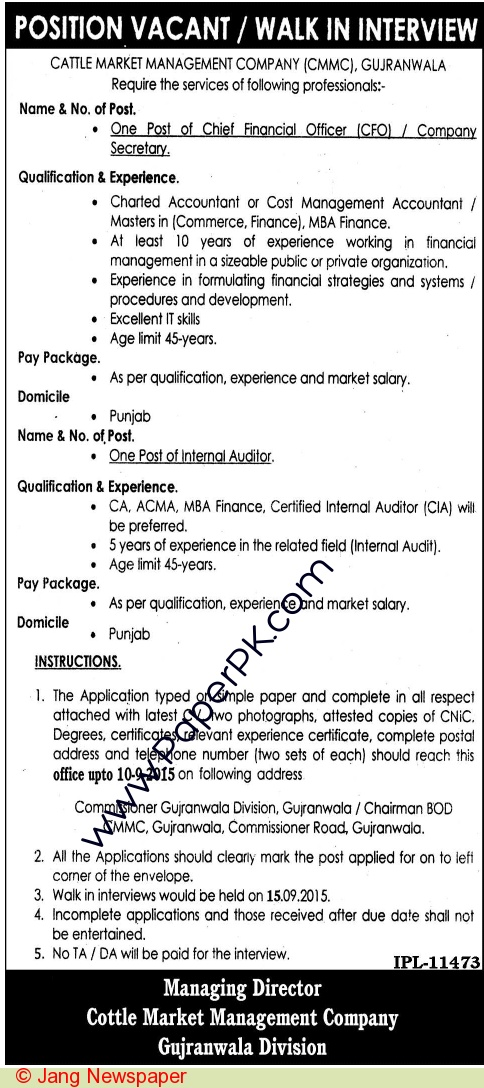 POSITION VACANT / WALK IN INTERVIEW
CATTLE MARKET MANAGEMENT COMPANY (CMMC), GUJRANWALA
Require the services of following professionals:-
Name & No. of Post.
• One Post of Chief Financial Officer (CFO) / Company
Secretary.
Qualification & Experience.
• Charted Accountant or Cost Management Accountant /
Masters in (Commerce, Finance), MBA Finance.
• At least 10 years of experience working in financial
management in a sizeable public or private organization.
• Experience in formulating financial strategies and systems /
procedures and development.
• Excellent IT skills
• Age limit 45-years.
Pay Package.
• As per qualification, experience and market salary.
Domicile
• Punjab
Name & No. of Post.
• One Post of Internal Auditor.
Qualification & Experience.
• CA, ACMA, MBA Finance, Certified Internal Auditor (CIA) will
be preferred.
• 5 years of experience in the related field (Internal Audit).
• Age limit 45-years.
Pay Package.
• As per qualification, experience and market salary.
Domicile
• Punjab
INSTRUCTIONS.
1. The Application typed on simple paper and complete in all respect
attached with latest CV, two photographs, attested copies of CNiC.
Degrees, certificates, relevant experience certificate, complete postal
address and telephone number (two sets of each) should reach this
office upto 10-9-2015 on following address
Commissioner Gujranwala Division, Gujranwala / Chairman BOD
CMMC, Gujranwala, Commissioner Road, Gujranwala.
2. All the Applications should clearly mark the post applied for on to left
corner of the envelope.
3. Walk in interviews would be held on 15.09.2015.
4. Incomplete applications and those received after due date shall not
be entertained.
5. No TA / DA will be paid for the interview.
IPL-11473
Managing Director
Cottle Market Management Company
Gujranwala Division
© Jang Newspaper
www.PaperPK.com